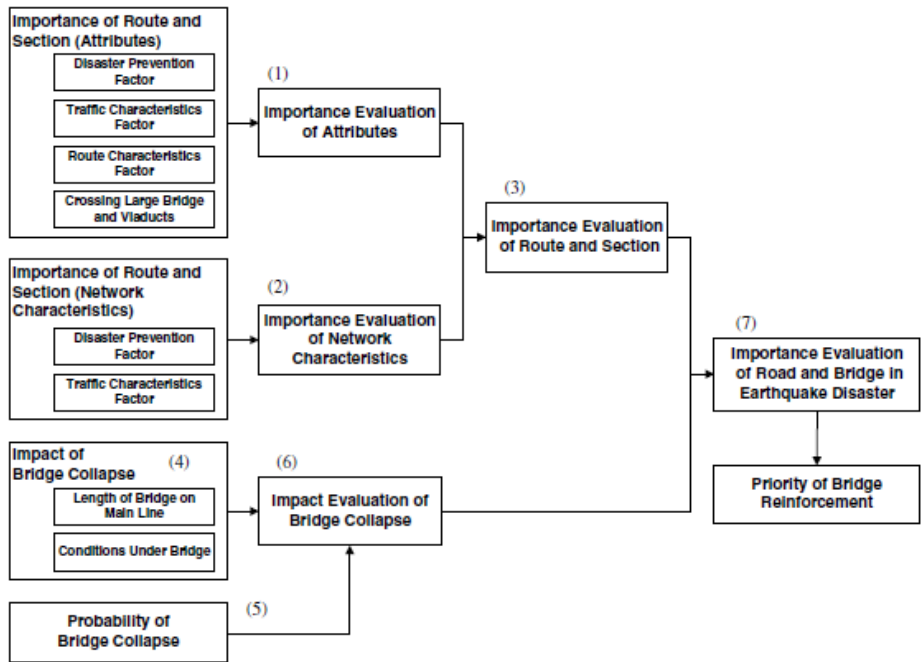 Importance of Route and
Section (Attributes)
Disaster Prevention
Factor
Traffic Characteristics
Factor
Route Characteristics
Factor
Crossing Large Bridge
and Viaducts
(1)
Importance Evaluation
of Attributes
Importance of Route and
Section (Network
Characteristics)
Disaster Prevention
Factor
Traffic Characteristics
Factor
(2)
Importance Evaluation
of Network
Characteristics
(3)
Importance Evaluation
of Route and Section
Impact of
Bridge Collapse
(4)
Length of Bridge on
Main Line
Conditions Under Bridge
Probability of
Bridge Collapse
(5)
(6)
Impact Evaluation of
Bridge Collapse
(7)
Importance Evaluation
of Road and Bridge in
Earthquake Disaster
Priority of Bridge
Reinforcement